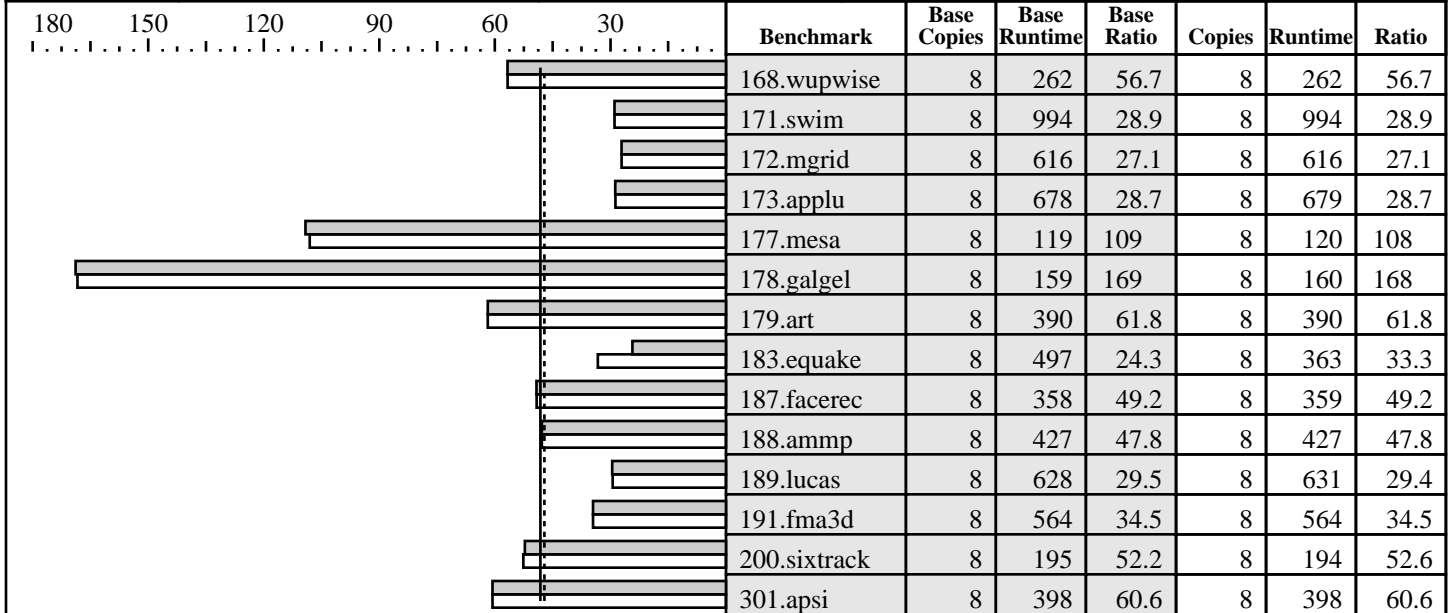 180 150 120 90 60 30
Benchmark Base Copies Base Runtime Base Ratio Copies Runtime Ratio
168.wupwise 8 262 56.7 8 262 56.7
171.swim 8 994 28.9 8 994 28.9
172.mgrid 8 616 27.1 8 616 27.1
173.applu 8 678 28.7 8 679 28.7
177.mesa 8 119 109 8 120 108
178.galgel 8 159 169 8 160 168
179.art 8 390 61.8 8 390 61.8
183.equake 8 497 24.3 8 363 33.3
187.facerec 8 358 49.2 8 359 49.2
188.ammp 8 427 47.8 8 427 47.8
189.lucas 8 628 29.5 8 631 29.4
191.fma3d 8 564 34.5 8 564 34.5
200.sixtrack 8 195 52.2 8 194 52.6
301.apsi 8 398 60.6 8 398 60.6